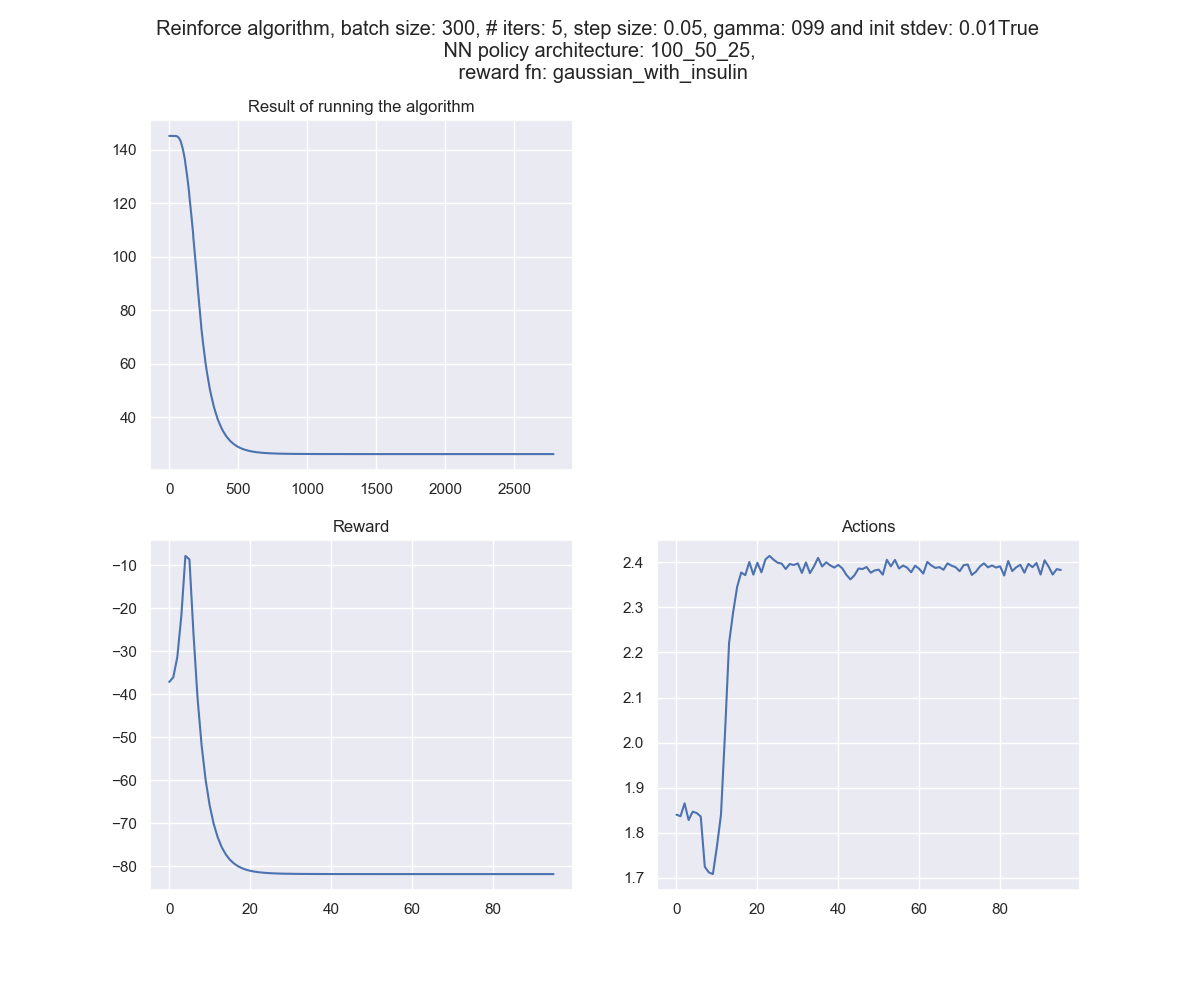 Reinforce algorithm, batch size: 300, # iters: 5, step size: 0.05, gamma: 099 and init stdev: 0.01True
NN policy architecture: 100_50_25,
reward fn: gaussian_with_insulin
Result of running the algorithm
140
120
100
80
60
40
0 500 1000 1500 2000 2500
Reward
−10
−20
−30
−40
−50
−60
−70
−80
0 20 40 60 80
Actions
2.4
2.3
2.2
2.1
2.0
1.9
1.8
1.7
0 20 40 60 80